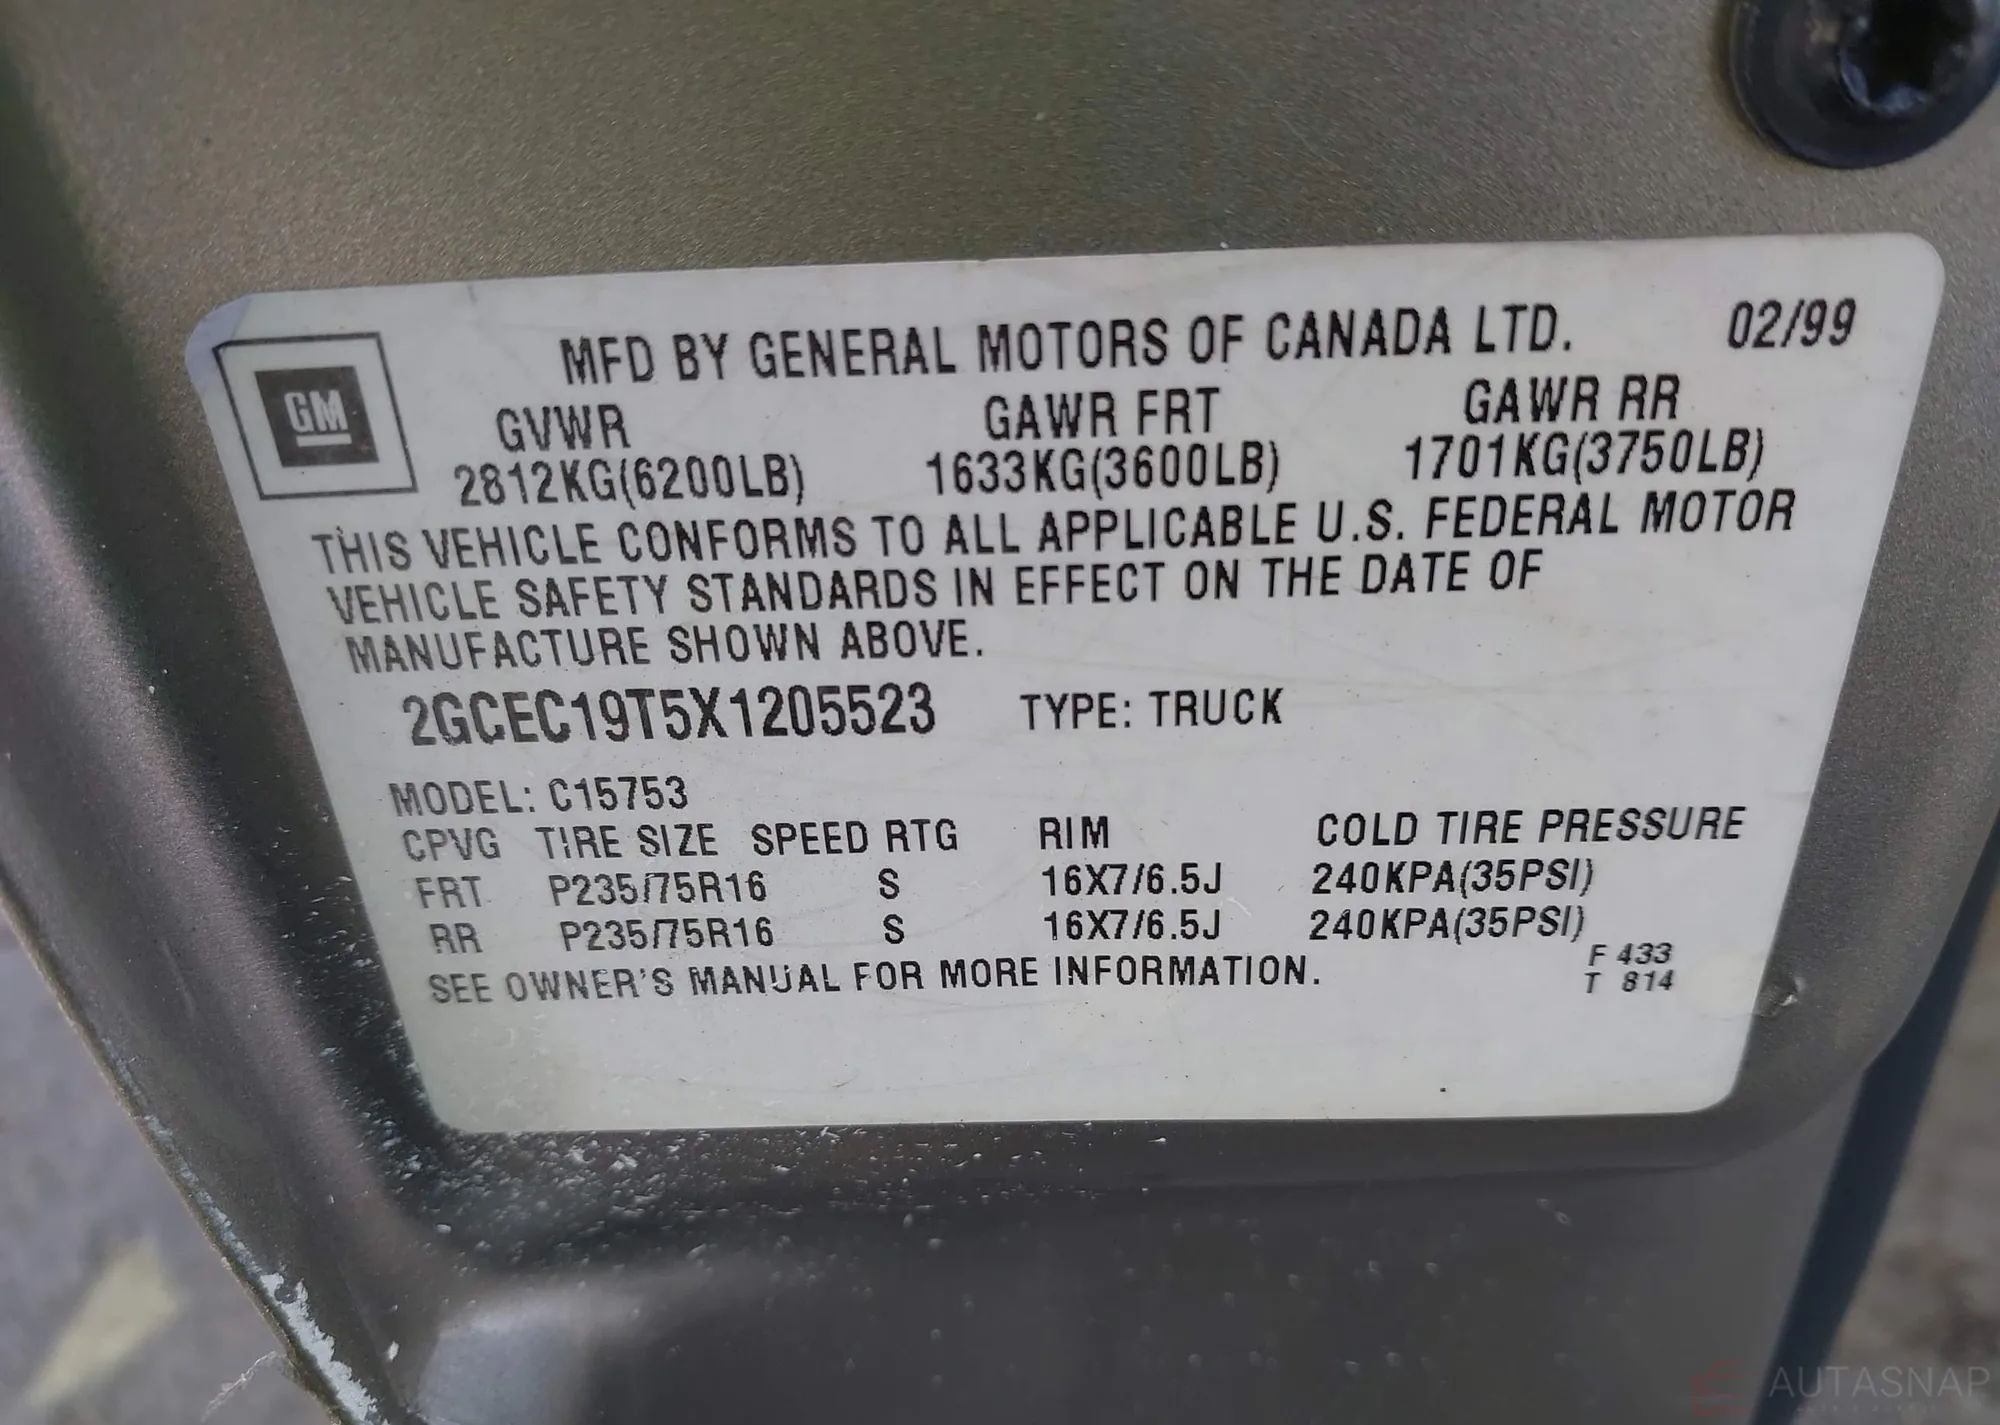 MFD BY GENERAL MOTORS OF CANADA LTD. 02/99
GM
GVWR GAWR FRT GAWR RR
2812KG(6200LB) 1633KG(3600LB) 1701KG(3750LB)
THIS VEHICLE CONFORMS TO ALL APPLICABLE U.S. FEDERAL MOTOR
VEHICLE SAFETY STANDARDS IN EFFECT ON THE DATE OF
MANUFACTURE SHOWN ABOVE.
2GCEC19T5X1205523 TYPE: TRUCK
MODEL: C15753
CPVG TIRE SIZE SPEED RTG RIM COLD TIRE PRESSURE
FRT P235/75R16 S 16X7/6.5J 240KPA(35PSI)
RR P235/75R16 S 16X7/6.5J 240KPA(35PSI)
F 433
SEE OWNER'S MANUAL FOR MORE INFORMATION. T 814
AUTASNAP